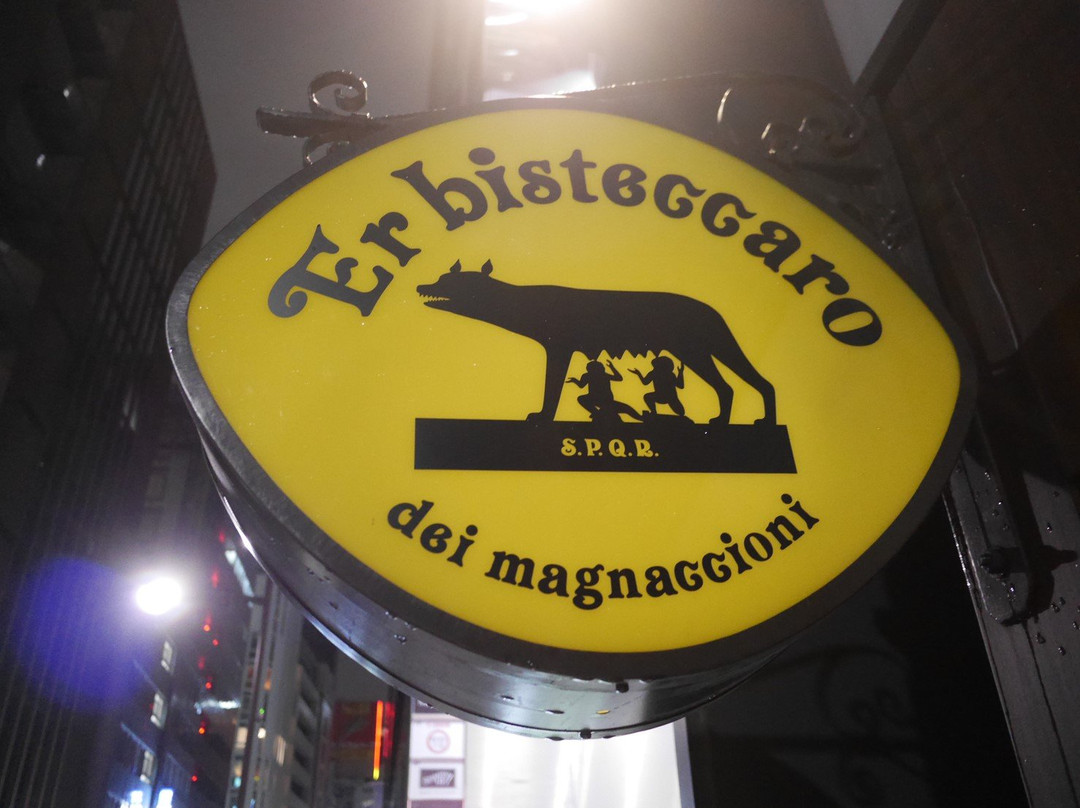 Er bisteccaro
S.P.Q.R.
dei magnaccioni